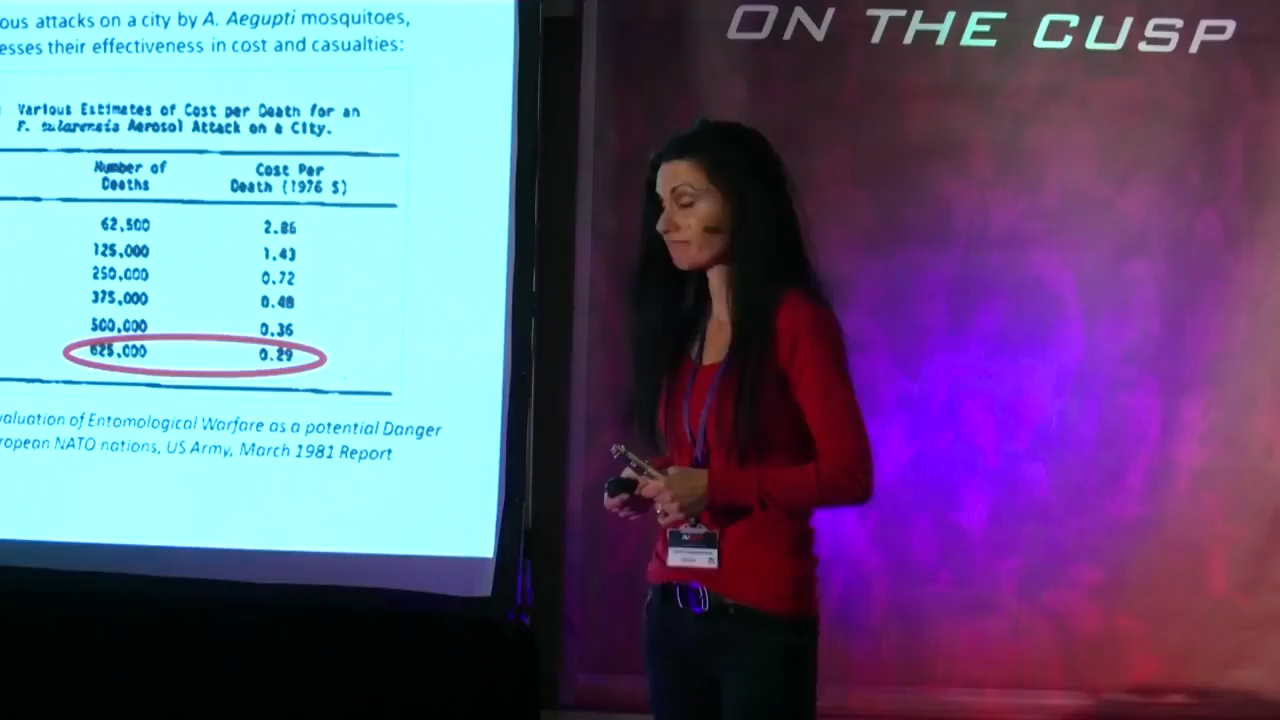 ous attacks on a city by A. Aegupti mosquitoes,
esses their effectiveness in cost and casualties:
Various Estimates of Cost per Death for an
F. tularensis Aerosol Attack on a City.
Number of Deaths
Cost Per Death (1976 $)
62,500 2.86
125,000 1.43
250,000 0.72
375,000 0.48
500,000 0.36
625,000 0.29
valuation of Entomological Warfare as a potential Danger
ropean NATO nations, US Army, March 1981 Report
ON THE CUSP